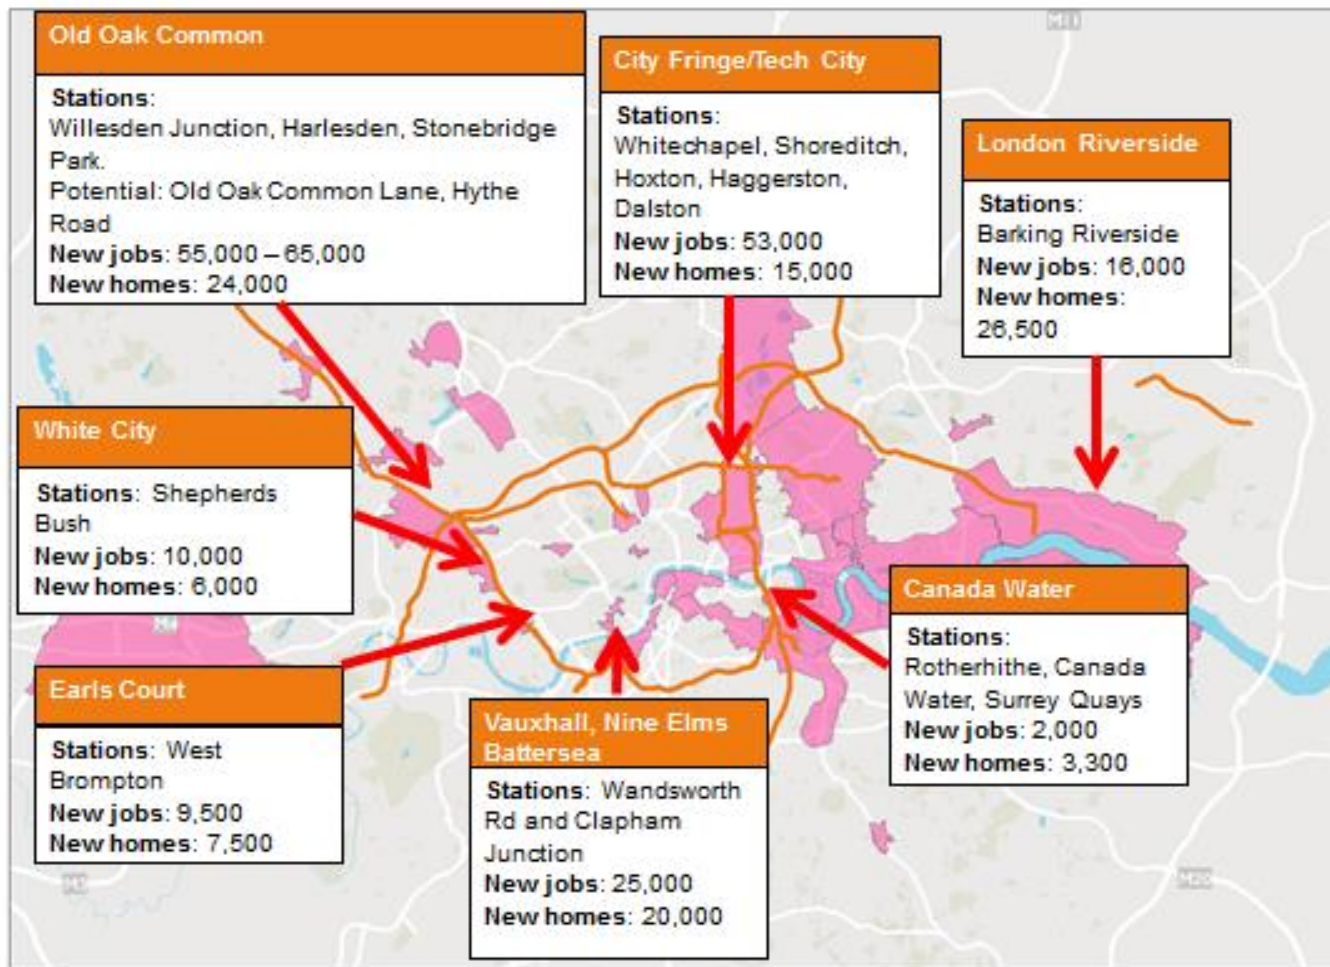 Old Oak Common
Stations:
Willesden Junction, Harlesden, Stonebridge
Park.
Potential: Old Oak Common Lane, Hythe
Road
New jobs: 55,000 – 65,000
New homes: 24,000
City Fringe/Tech City
Stations:
Whitechapel, Shoreditch,
Hoxton, Haggerston,
Dalston
New jobs: 53,000
New homes: 15,000
M11
London Riverside
Stations:
Barking Riverside
New jobs: 16,000
New homes:
26,500
White City
Stations: Shepherds
Bush
New jobs: 10,000
New homes: 6,000
Earls Court
Stations: West
Brompton
New jobs: 9,500
New homes: 7,500
M3
Vauxhall, Nine Elms
Battersea
Stations: Wandsworth
Rd and Clapham
Junction
New jobs: 25,000
New homes: 20,000
Canada Water
Stations:
Rotherhithe, Canada
Water, Surrey Quays
New jobs: 2,000
New homes: 3,300
M20